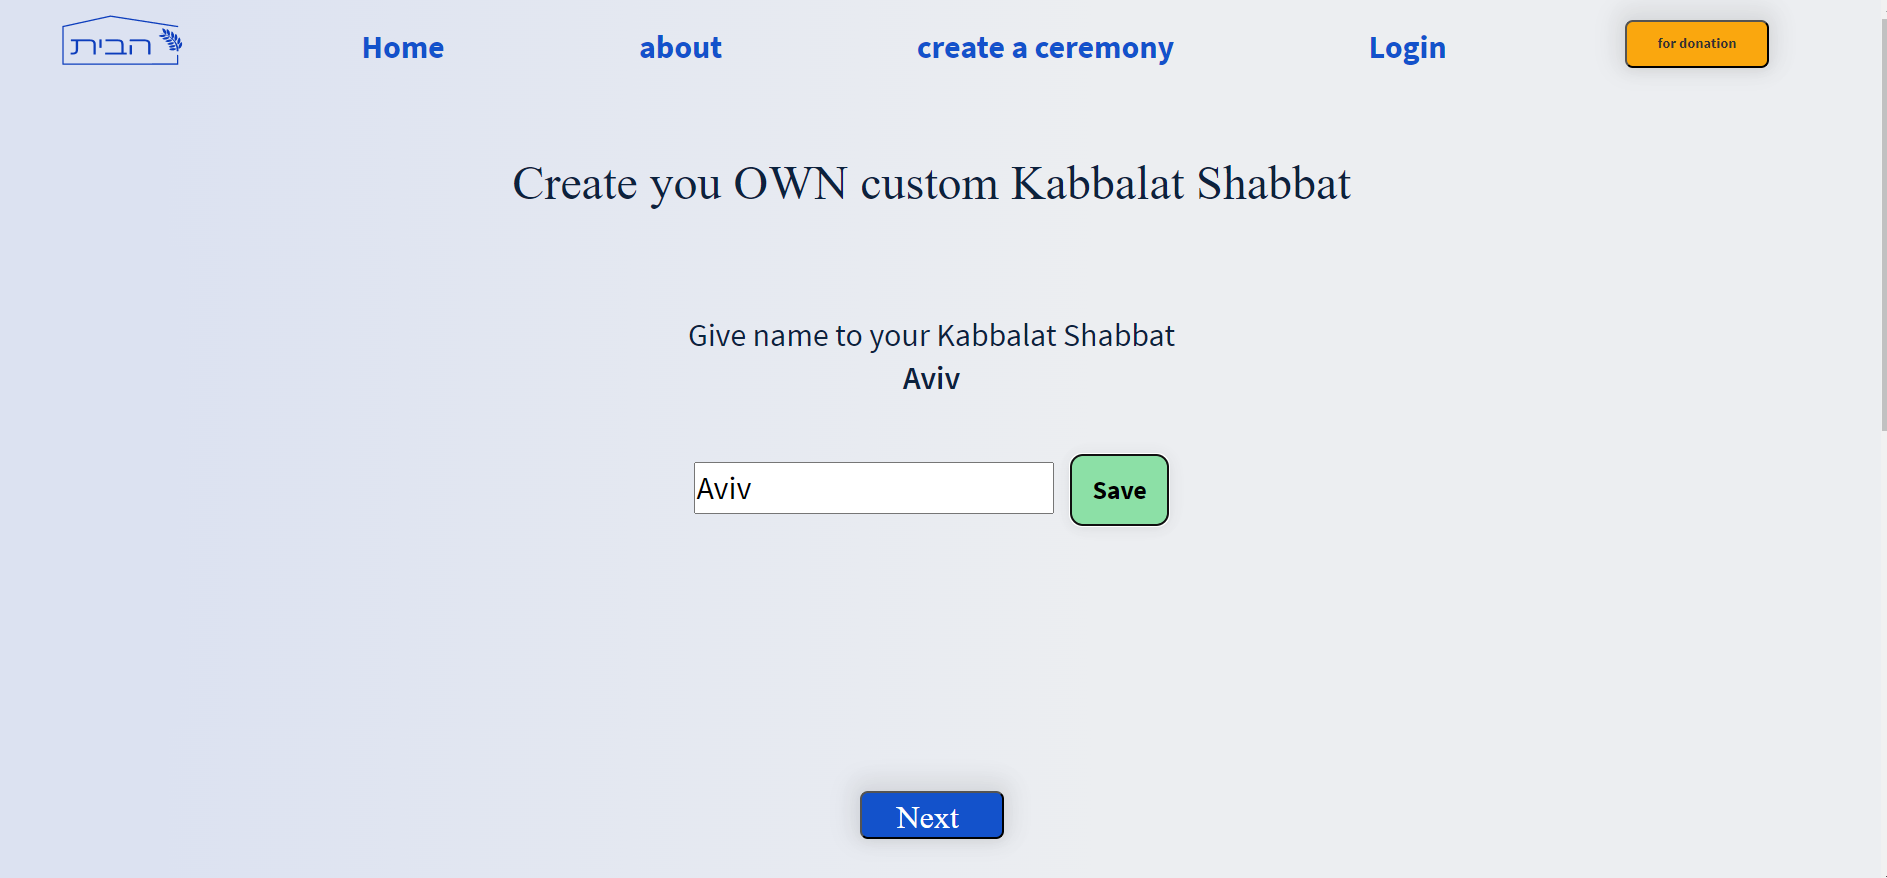 הבית
Home
about
create a ceremony
Login
for donation
Create you OWN custom Kabbalat Shabbat
Give name to your Kabbalat Shabbat
Aviv
Aviv
Save
Next